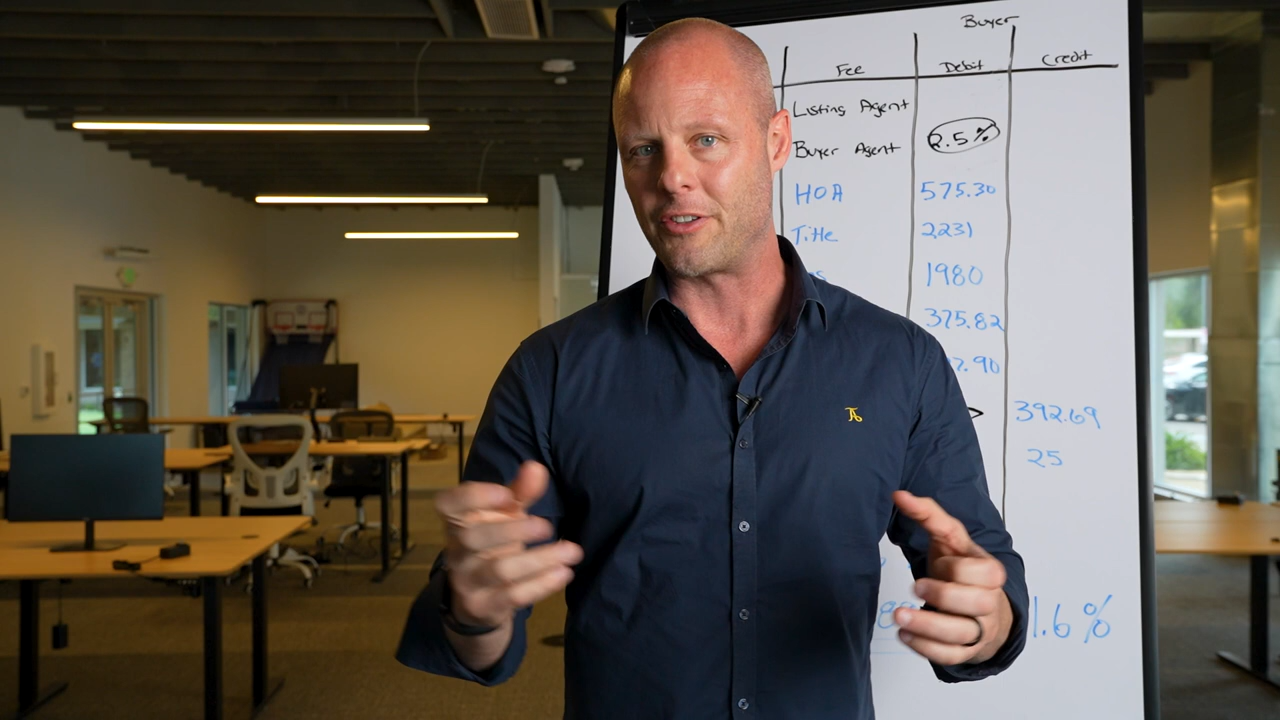 Buyer
Fee Debit Credit
Listing Agent
Buyer Agent 2.5%
HOA 575.30
Title 2231
1980
375.82
392.69
25
1.6%